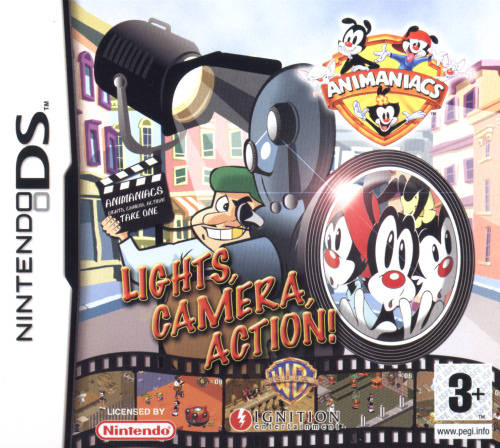 NINTENDO DS™
ANIMANIACS
ANIMANIACS
LIGHTS, CAMERA, ACTION!
TAKE ONE
LIGHTS,
CAMERA,
ACTION!
LICENSED BY
Nintendo
WB
IGNITION
entertainment
3+
www.pegi.info